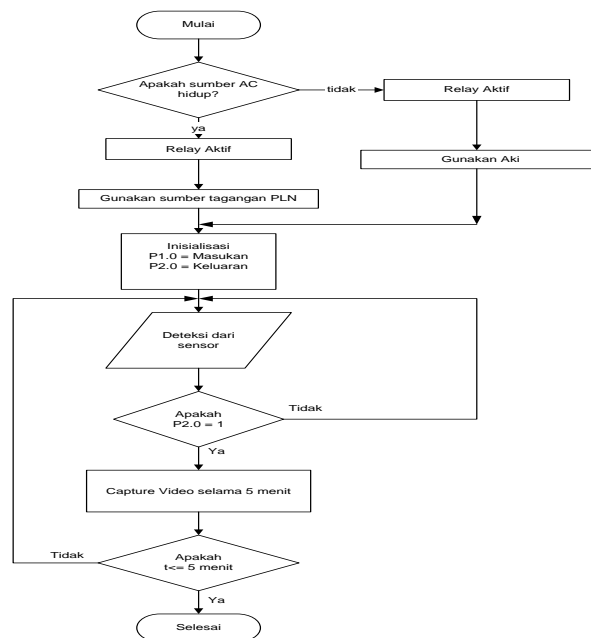 Mulai
Apakah sumber AC
hidup?
tidak
Relay Aktif
ya
Relay Aktif
Gunakan Aki
Gunakan sumber tagangan PLN
Inisialisasi
P1.0 = Masukan
P2.0 = Keluaran
Deteksi dari
sensor
Apakah
P2.0 = 1
Tidak
Ya
Capture Video selama 5 menit
Tidak
Apakah
t<= 5 menit
Ya
Selesai